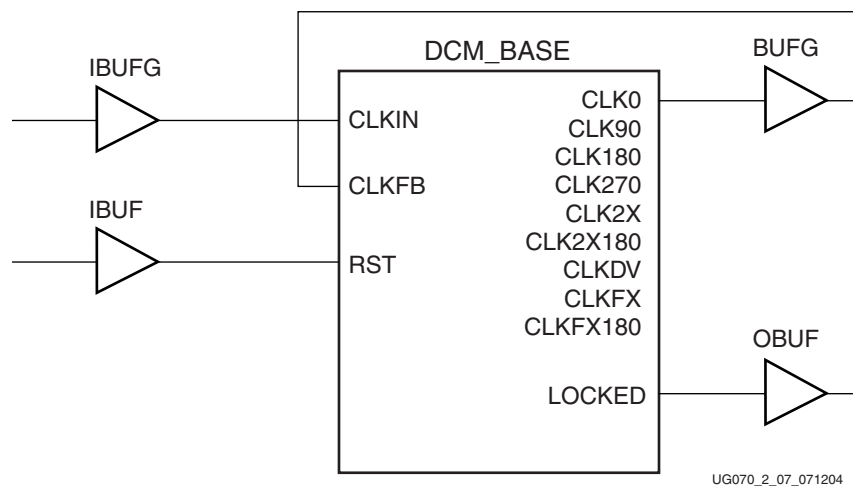 DCM_BASE
BUFG
IBUFG
CLKIN
CLK0
CLK90
CLK180
CLKFB
CLK270
IBUF
CLK2X
CLK2X180
RST
CLKDV
CLKFX
CLKFX180
OBUF
LOCKED
UG070_2_07_071204